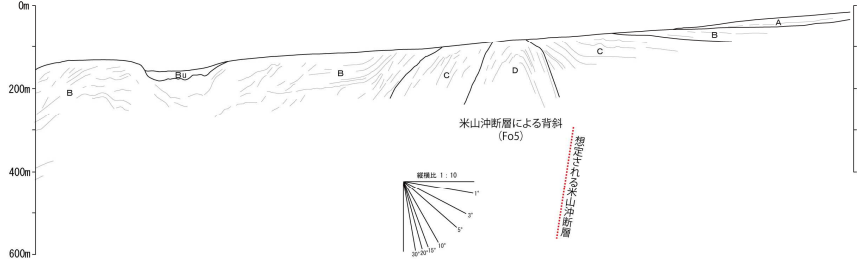 0m
200m
400m
600m
A
B
C
D
C
B
Bu
B
米山沖断層による背斜
(Fo5)
想定される米山沖断層
縦横比 1：10
1°
3°
5°
10°
15°
20°
30°